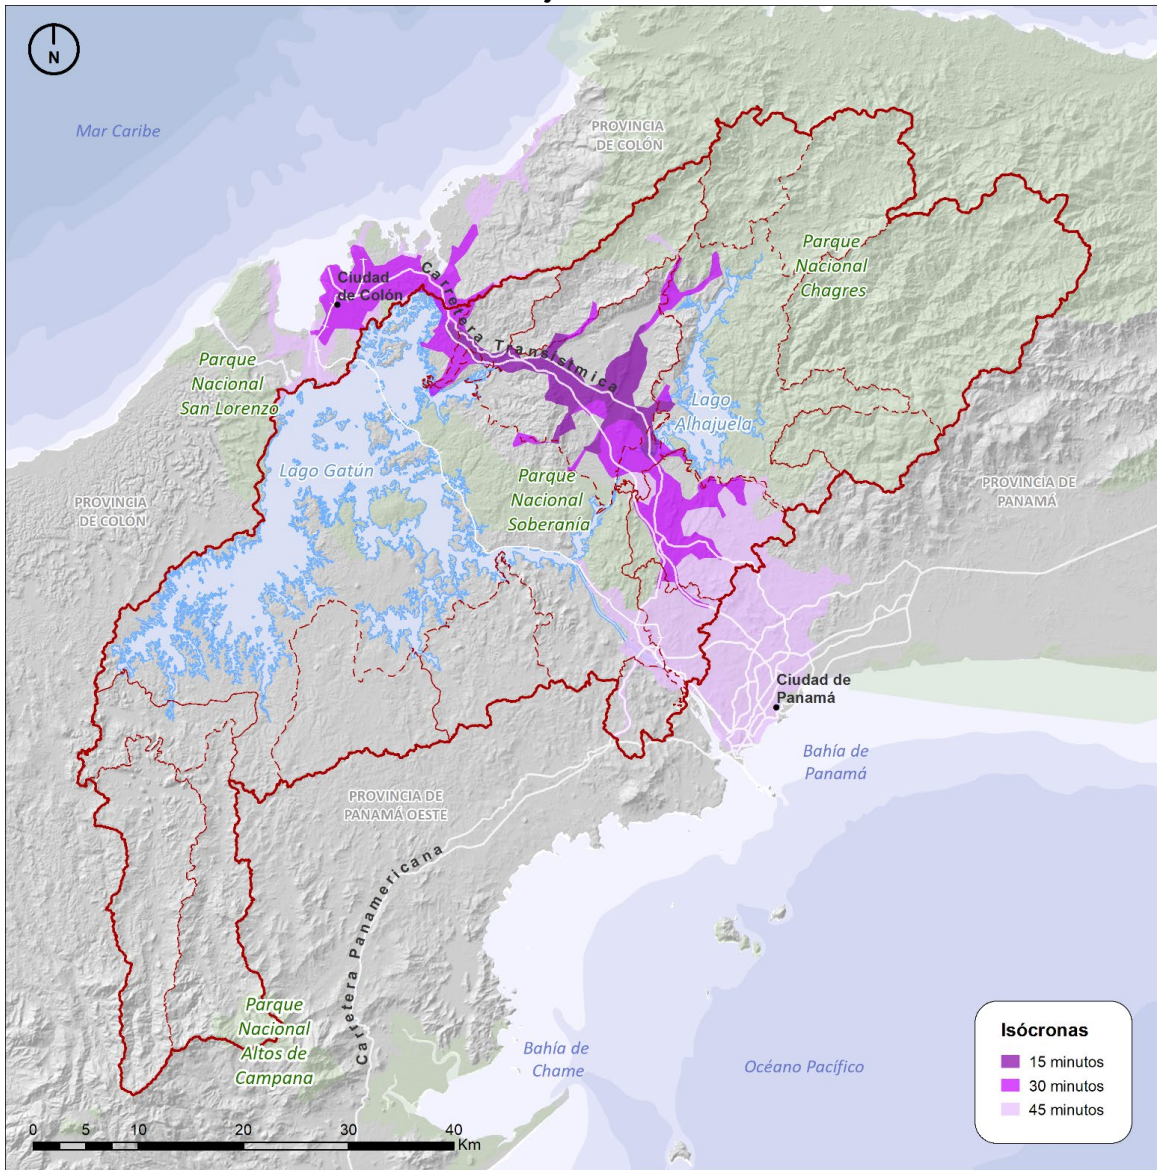 N
Mar Caribe
PROVINCIA
DE COLÓN
Parque
Nacional
Chagres
Ciudad
de Colón
Carretera Transístmica
Parque
Nacional
San Lorenzo
Lago
Alhajuela
Lago Gatún
Parque
Nacional
Soberanía
PROVINCIA
DE COLÓN
PROVINCIA DE
PANAMÁ
Ciudad de
Panamá
Bahía de
Panamá
PROVINCIA DE
PANAMÁ OESTE
Carretera Panamericana
Parque
Nacional
Altos de
Campana
Bahía de
Chame
Océano Pacífico
Isócronas
15 minutos
30 minutos
45 minutos
0 5 10 20 30 40
Km